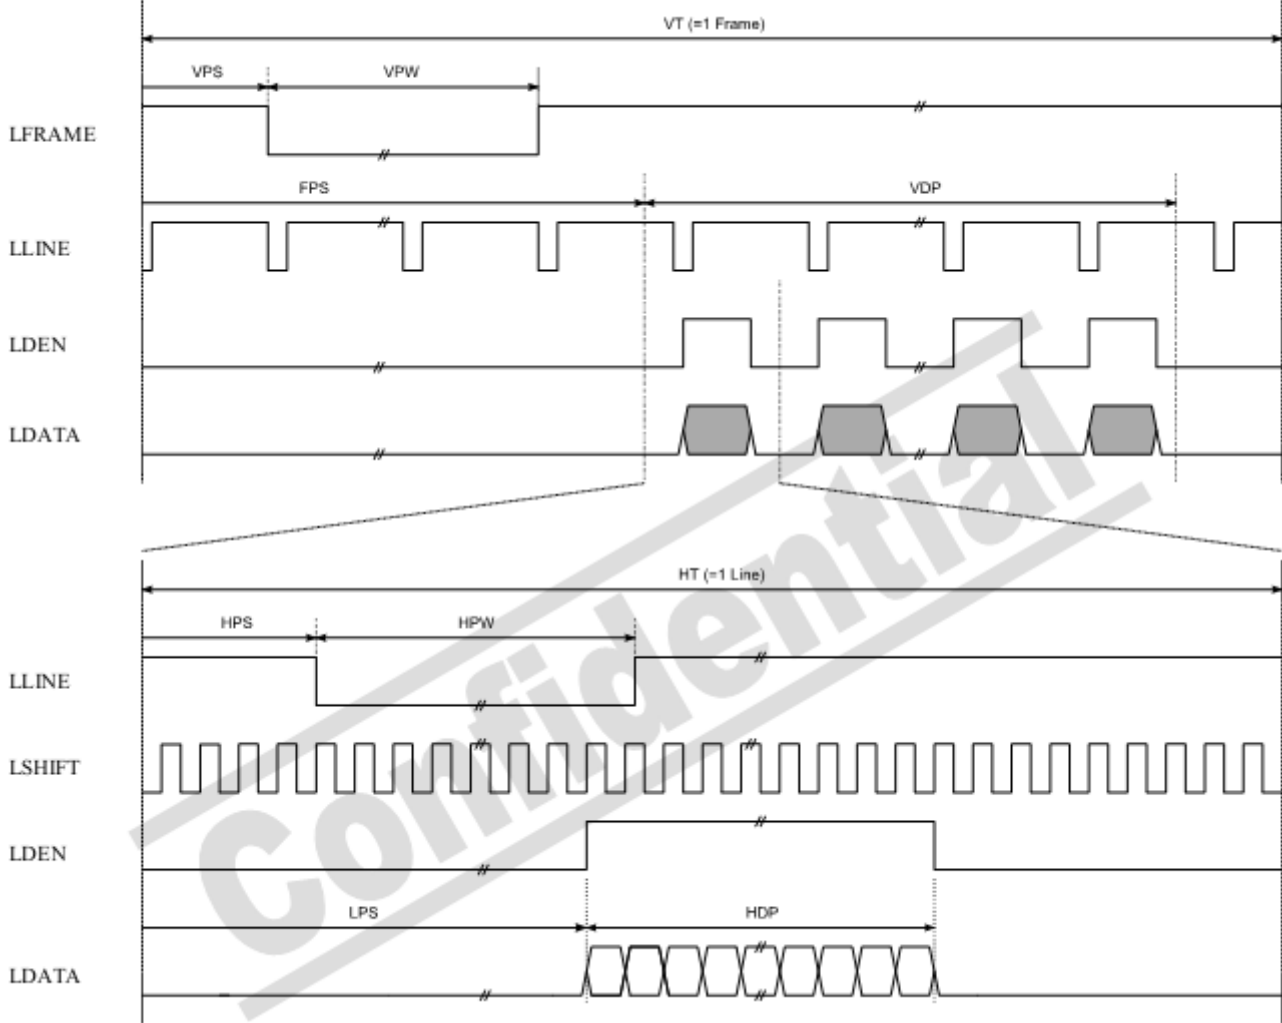 VT (=1 Frame)
VPS VPW
LFRAME
FPS VDP
LLINE
LDEN
LDATA
HT (=1 Line)
HPS HPW
LLINE
LSHIFT
LDEN
LPS HDP
LDATA
Confidential